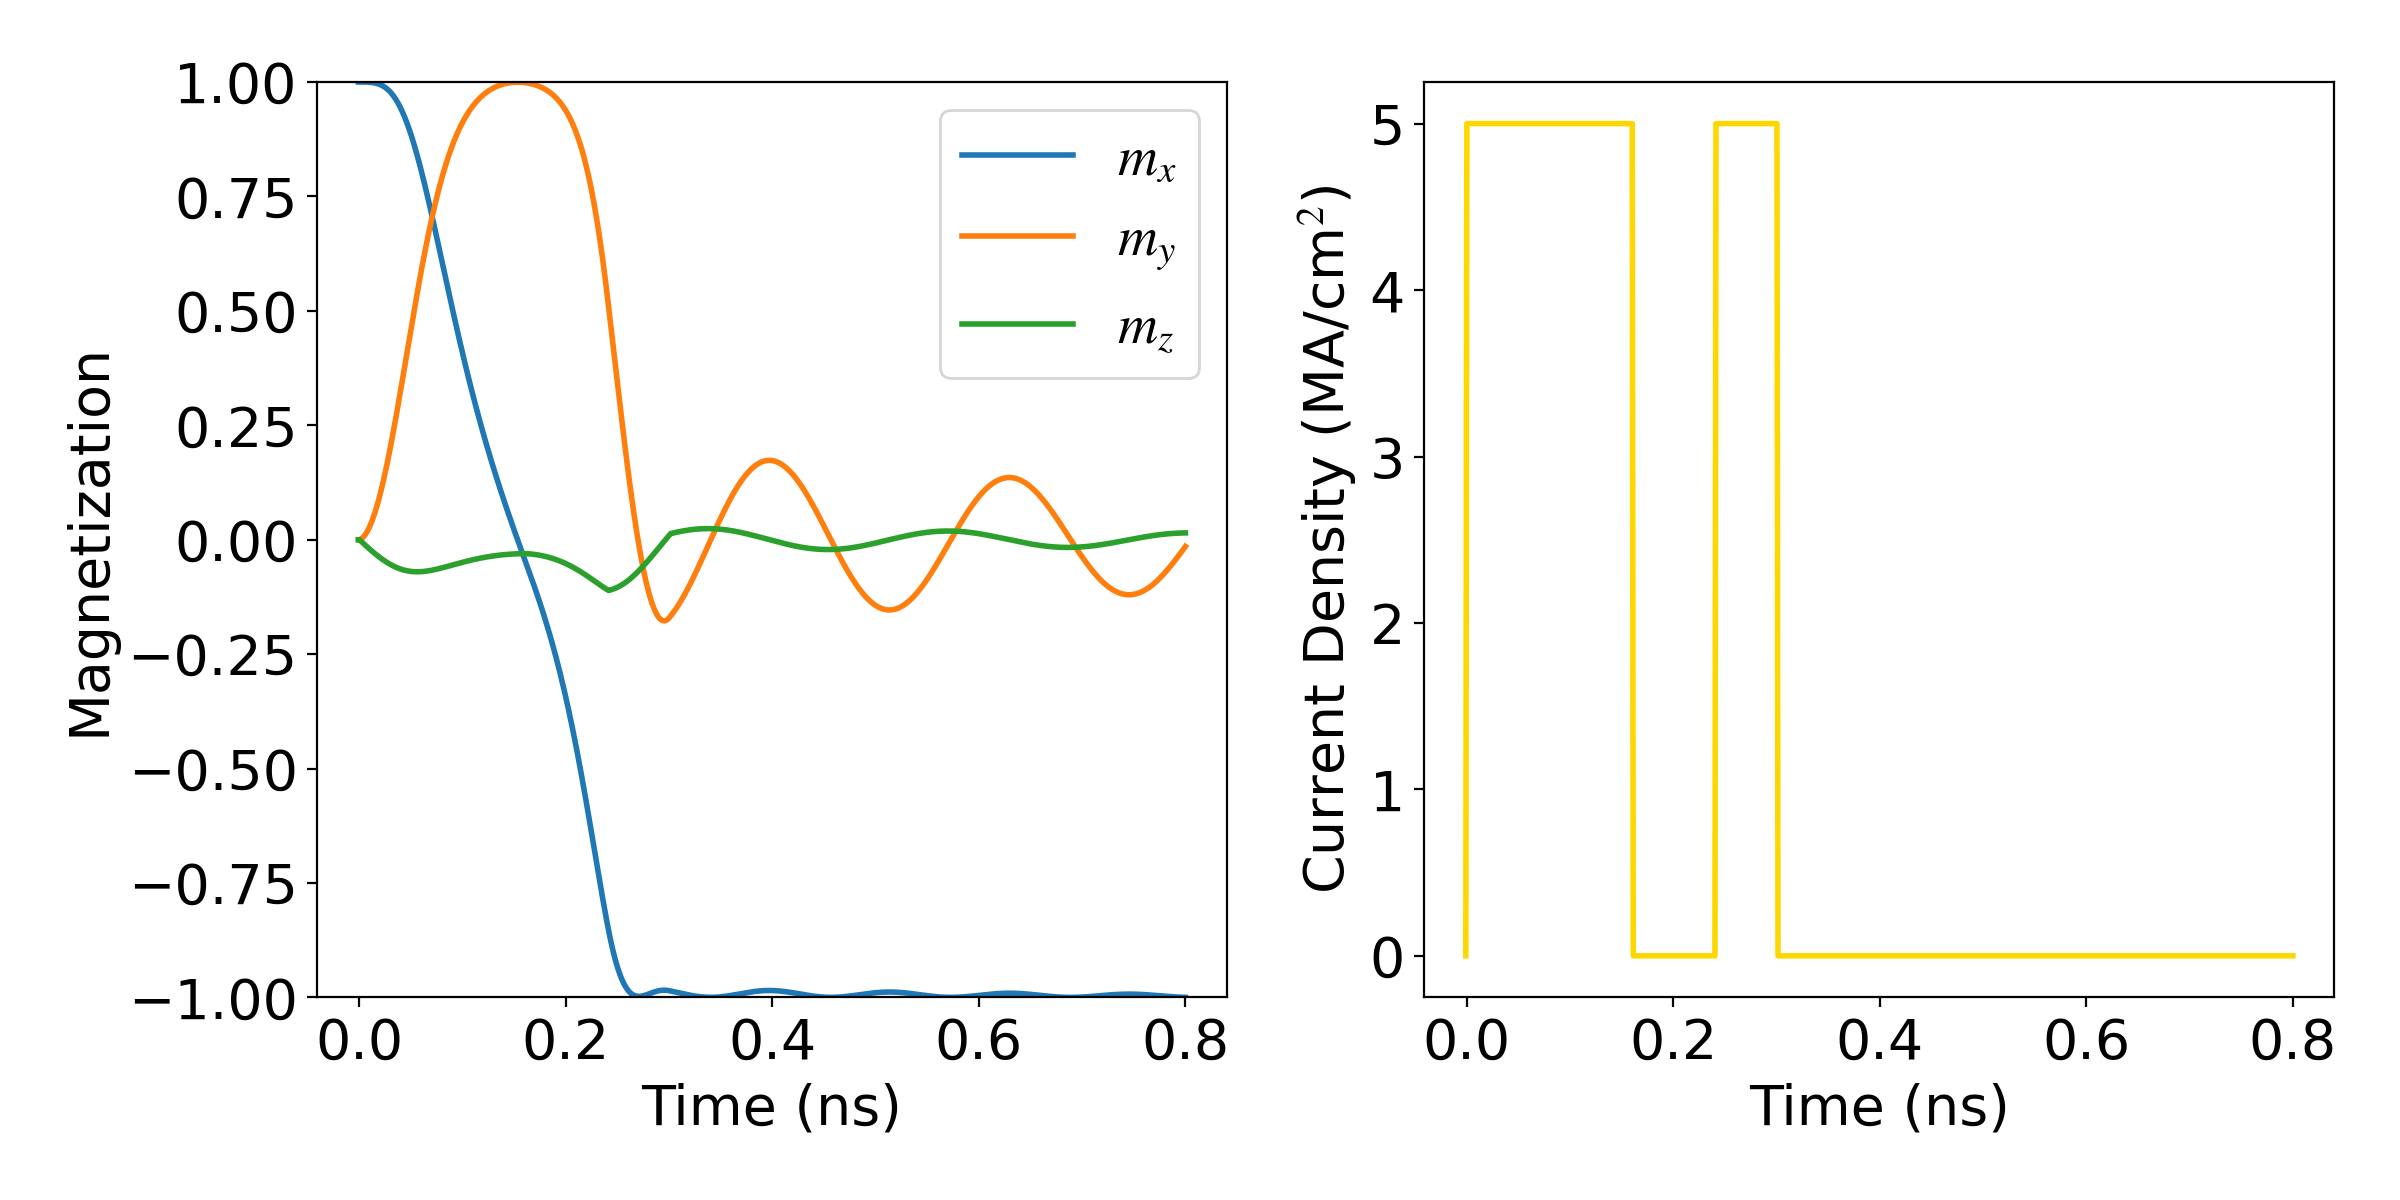 1.00
0.75
0.50
0.25
0.00
−0.25
−0.50
−0.75
−1.00
Magnetization
0.0 0.2 0.4 0.6 0.8
Time (ns)
m_x
m_y
m_z
5
4
3
2
1
0
Current Density (MA/cm²)
0.0 0.2 0.4 0.6 0.8
Time (ns)